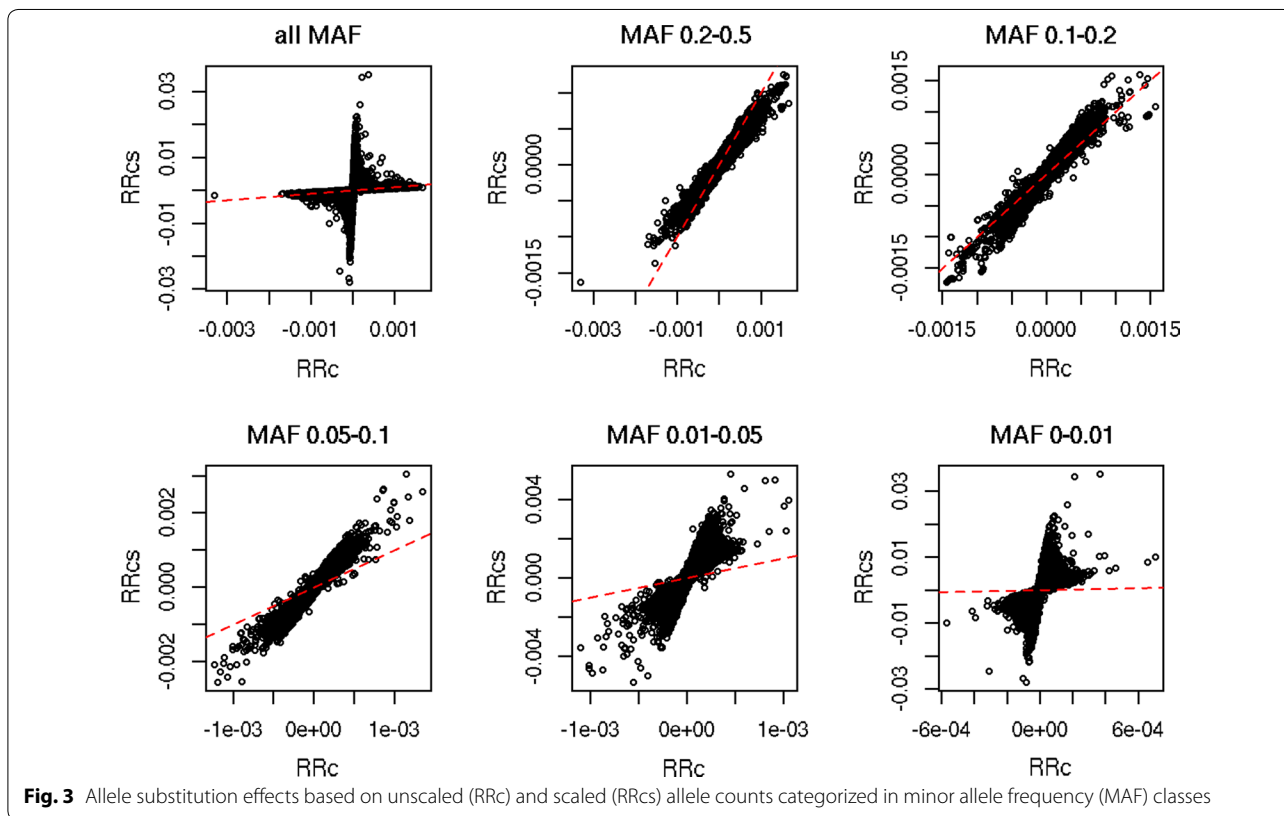 all MAF
MAF 0.2-0.5
MAF 0.1-0.2
RRcs
-0.03
-0.01
0.01
0.03
-0.003
-0.001
0.001
RRc
RRcs
-0.0015
0.0000
-0.003
-0.001
0.001
RRc
RRcs
-0.0015
0.0000
0.0015
-0.0015
0.0000
0.0015
RRc
MAF 0.05-0.1
MAF 0.01-0.05
MAF 0-0.01
RRcs
-0.002
0.000
0.002
-1e-03
0e+00
1e-03
RRc
RRcs
-0.004
0.000
0.004
-1e-03
0e+00
1e-03
RRc
RRcs
-0.03
-0.01
0.01
0.03
-6e-04
0e+00
6e-04
RRc
Fig. 3 Allele substitution effects based on unscaled (RRc) and scaled (RRcs) allele counts categorized in minor allele frequency (MAF) classes